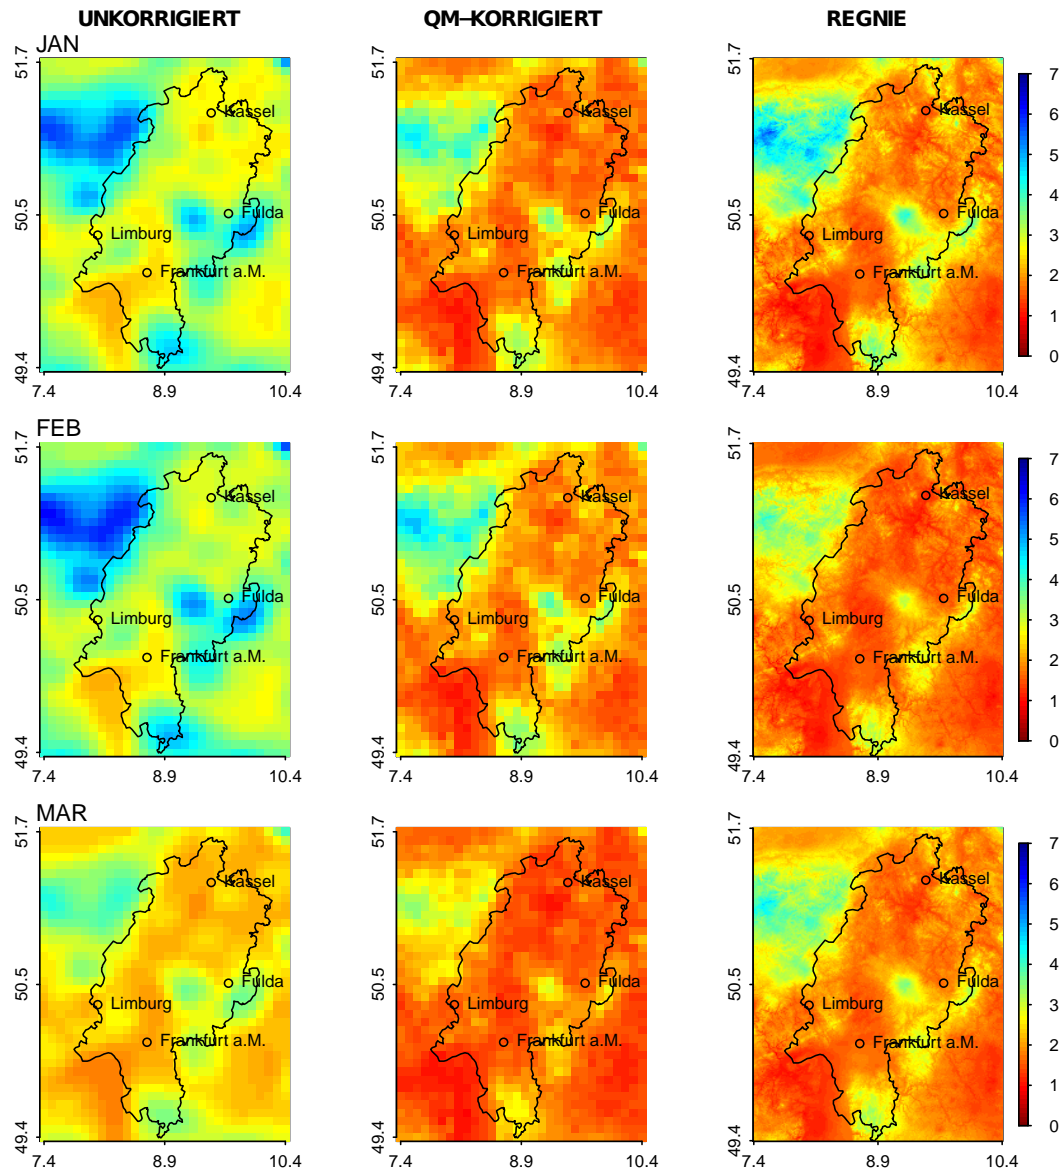 UNKORRIGIERT QM–KORRIGIERT REGNIE
JAN
51.7 50.5 49.4
7.4 8.9 10.4
Kassel
Fulda
Limburg
Frankfurt a.M.
51.7 50.5 49.4
7.4 8.9 10.4
Kassel
Fulda
Limburg
Frankfurt a.M.
51.7 50.5 49.4
7.4 8.9 10.4
Kassel
Fulda
Limburg
Frankfurt a.M.
7
6
5
4
3
2
1
0
FEB
51.7 50.5 49.4
7.4 8.9 10.4
Kassel
Fulda
Limburg
Frankfurt a.M.
51.7 50.5 49.4
7.4 8.9 10.4
Kassel
Fulda
Limburg
Frankfurt a.M.
51.7 50.5 49.4
7.4 8.9 10.4
Kassel
Fulda
Limburg
Frankfurt a.M.
7
6
5
4
3
2
1
0
MAR
51.7 50.5 49.4
7.4 8.9 10.4
Kassel
Fulda
Limburg
Frankfurt a.M.
51.7 50.5 49.4
7.4 8.9 10.4
Kassel
Fulda
Limburg
Frankfurt a.M.
51.7 50.5 49.4
7.4 8.9 10.4
Kassel
Fulda
Limburg
Frankfurt a.M.
7
6
5
4
3
2
1
0